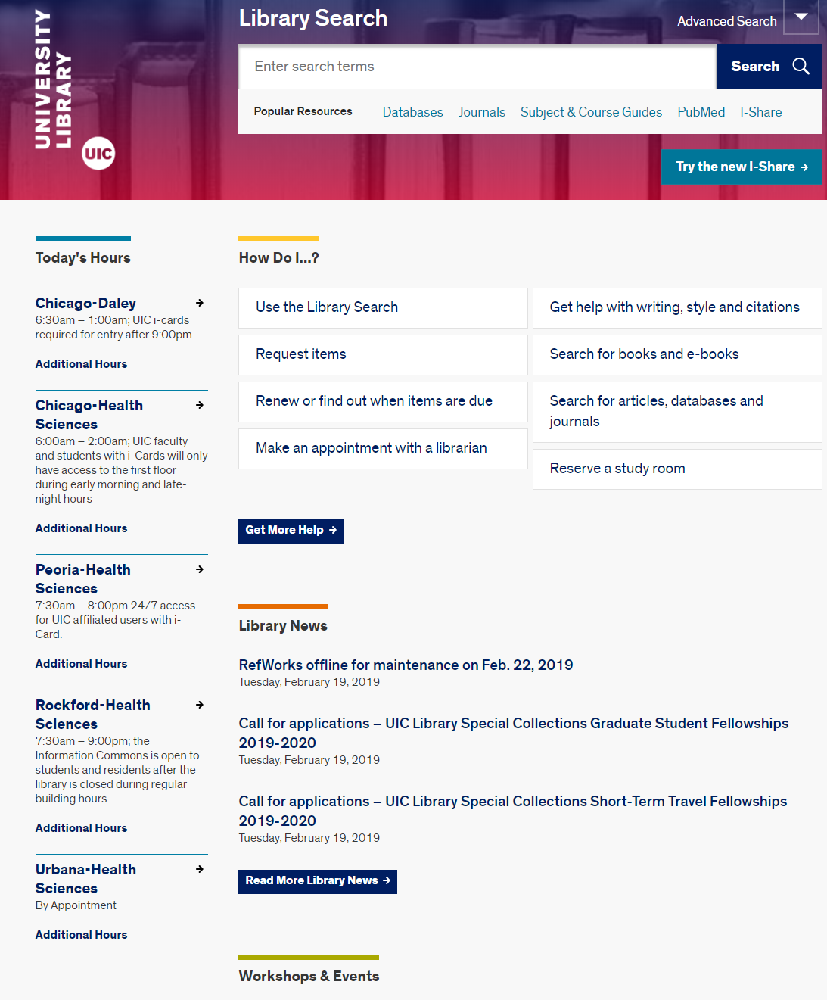 UNIVERSITY
LIBRARY
UIC
Library Search
Advanced Search
Enter search terms
Search
Popular Resources
Databases
Journals
Subject & Course Guides
PubMed
I-Share
Try the new I-Share →
Today's Hours
Chicago-Daley →
6:30am – 1:00am; UIC i-cards
required for entry after 9:00pm
Additional Hours
Chicago-Health →
Sciences
6:00am – 2:00am; UIC faculty
and students with i-Cards will only
have access to the first floor
during early morning and late-
night hours
Additional Hours
Peoria-Health →
Sciences
7:30am – 8:00pm 24/7 access
for UIC affiliated users with i-
Card.
Additional Hours
Rockford-Health →
Sciences
7:30am – 9:00pm; the
Information Commons is open to
students and residents after the
library is closed during regular
building hours.
Additional Hours
Urbana-Health →
Sciences
By Appointment
Additional Hours
How Do I...?
Use the Library Search
Request items
Renew or find out when items are due
Make an appointment with a librarian
Get help with writing, style and citations
Search for books and e-books
Search for articles, databases and
journals
Reserve a study room
Get More Help →
Library News
RefWorks offline for maintenance on Feb. 22, 2019
Tuesday, February 19, 2019
Call for applications – UIC Library Special Collections Graduate Student Fellowships
2019-2020
Tuesday, February 19, 2019
Call for applications – UIC Library Special Collections Short-Term Travel Fellowships
2019-2020
Tuesday, February 19, 2019
Read More Library News →
Workshops & Events